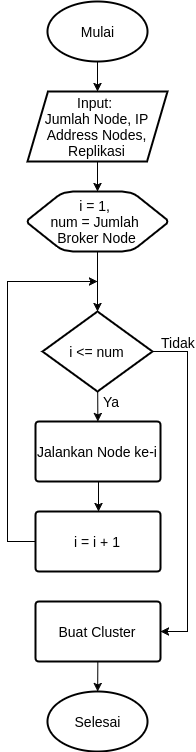 Mulai
Input:
Jumlah Node, IP
Address Nodes,
Replikasi
i = 1,
num = Jumlah
Broker Node
i <= num
Tidak
Ya
Jalankan Node ke-i
i = i + 1
Buat Cluster
Selesai